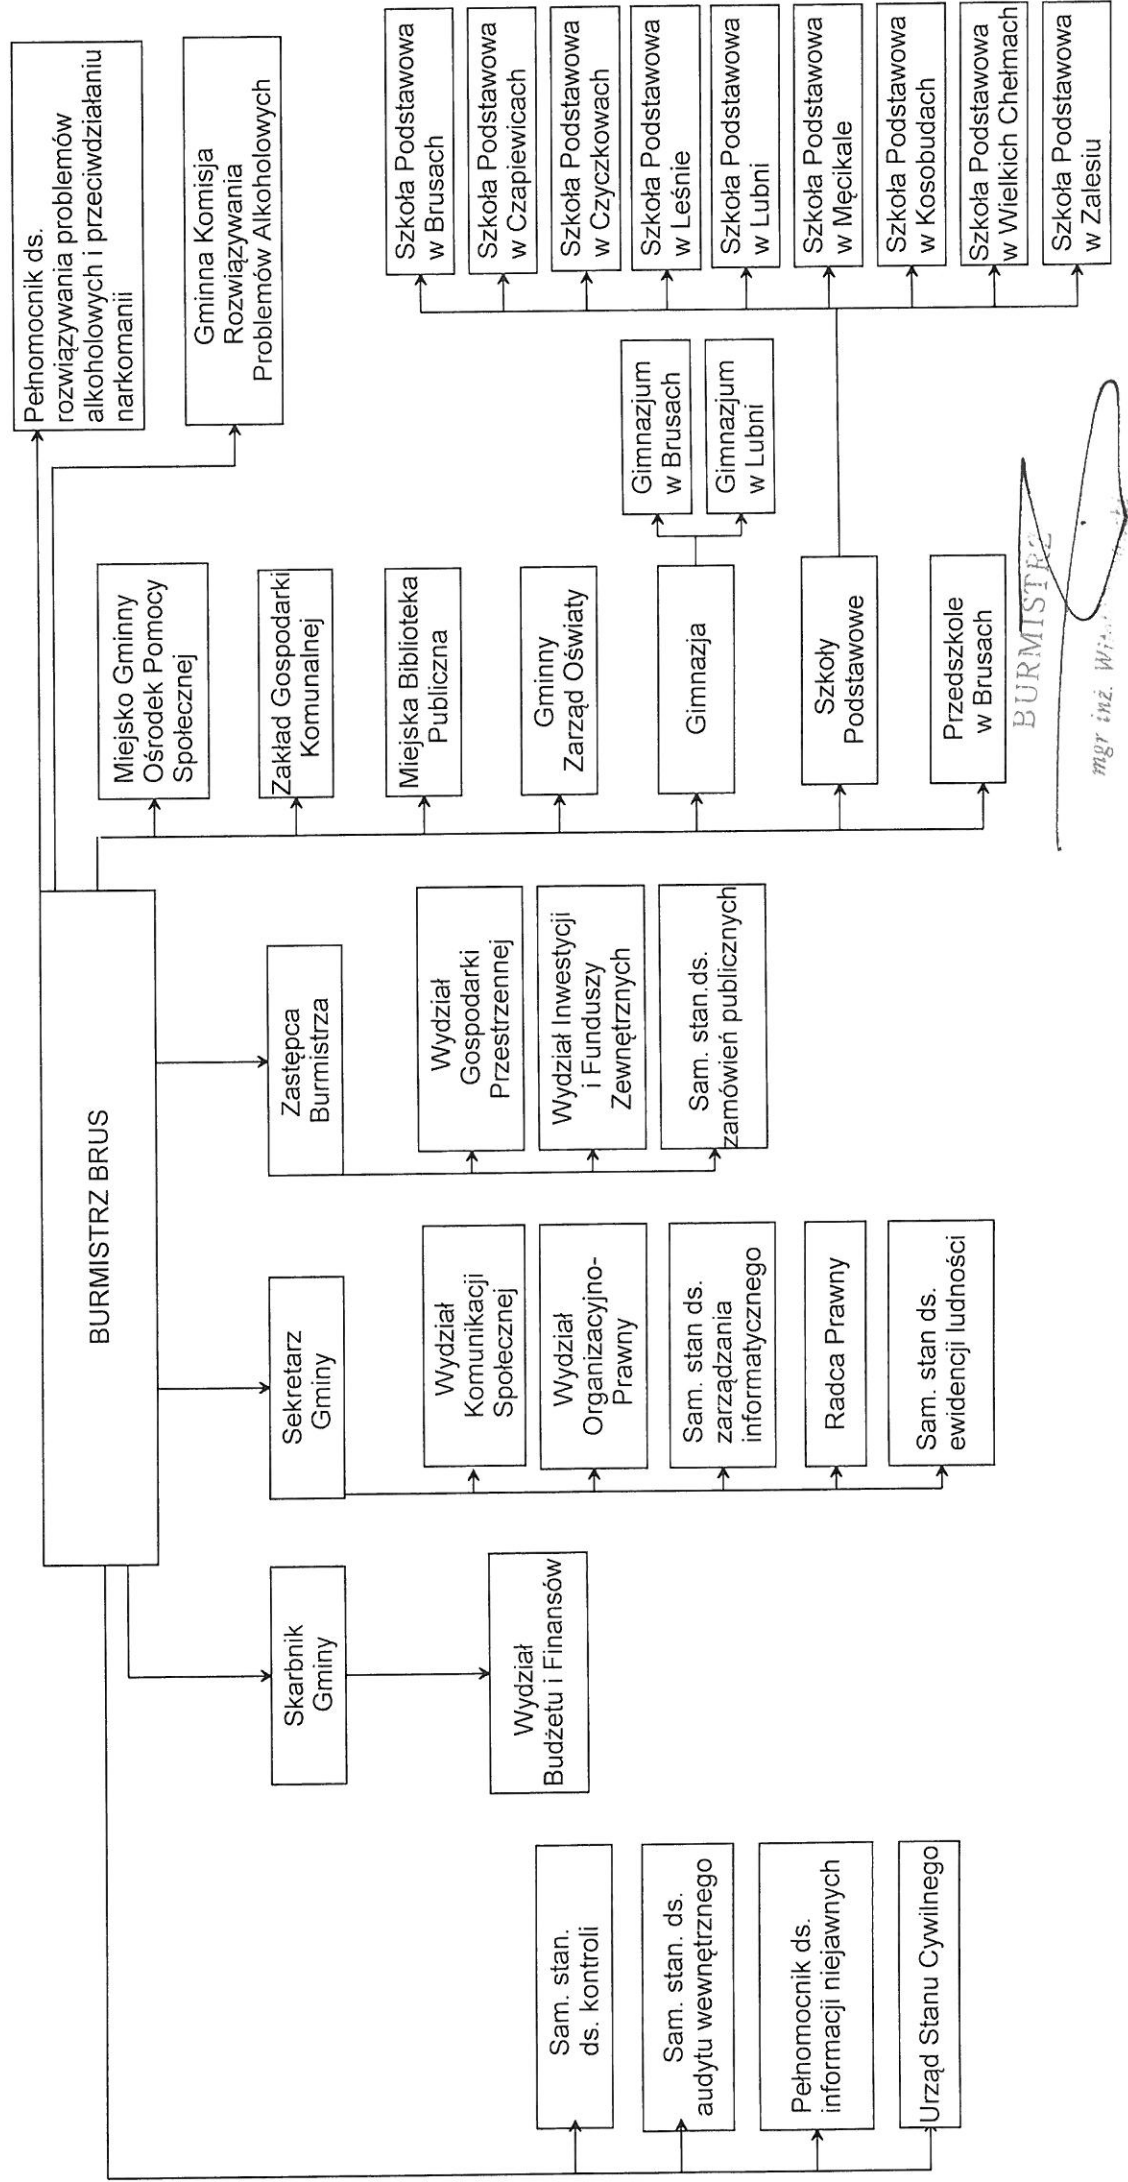 BURMISTRZ BRUS
Pełnomocnik ds.
rozwiązywania problemów
alkoholowych i przeciwdziałaniu
narkomanii
Gminna Komisja
Rozwiązywania
Problemów Alkoholowych
Sam. stan.
ds. kontroli
Sam. stan. ds.
audytu wewnętrznego
Pełnomocnik ds.
informacji niejawnych
Urząd Stanu Cywilnego
Skarbnik
Gminy
Wydział
Budżetu i Finansów
Sekretarz
Gminy
Wydział
Komunikacji
Społecznej
Wydział
Organizacyjno-
Prawny
Sam. stan ds.
zarządzania
informatycznego
Radca Prawny
Sam. stan ds.
ewidencji ludności
Zastępca
Burmistrza
Wydział
Gospodarki
Przestrzennej
Wydział Inwestycji
i Funduszy
Zewnętrznych
Sam. stan.ds.
zamówień publicznych
Miejsko Gminny
Ośrodek Pomocy
Społecznej
Zakład Gospodarki
Komunalnej
Miejska Biblioteka
Publiczna
Gminny
Zarząd Oświaty
Gimnazja
Szkoły
Podstawowe
Przedszkole
w Brusach
Gimnazjum
w Brusach
Gimnazjum
w Lubni
Szkoła Podstawowa
w Brusach
Szkoła Podstawowa
w Czapiewicach
Szkoła Podstawowa
w Czyczkowach
Szkoła Podstawowa
w Leśnie
Szkoła Podstawowa
w Lubni
Szkoła Podstawowa
w Męcikale
Szkoła Podstawowa
w Kosobudach
Szkoła Podstawowa
w Wielkich Chełmach
Szkoła Podstawowa
w Zalesiu
BURMISTRZ
mgr inż.